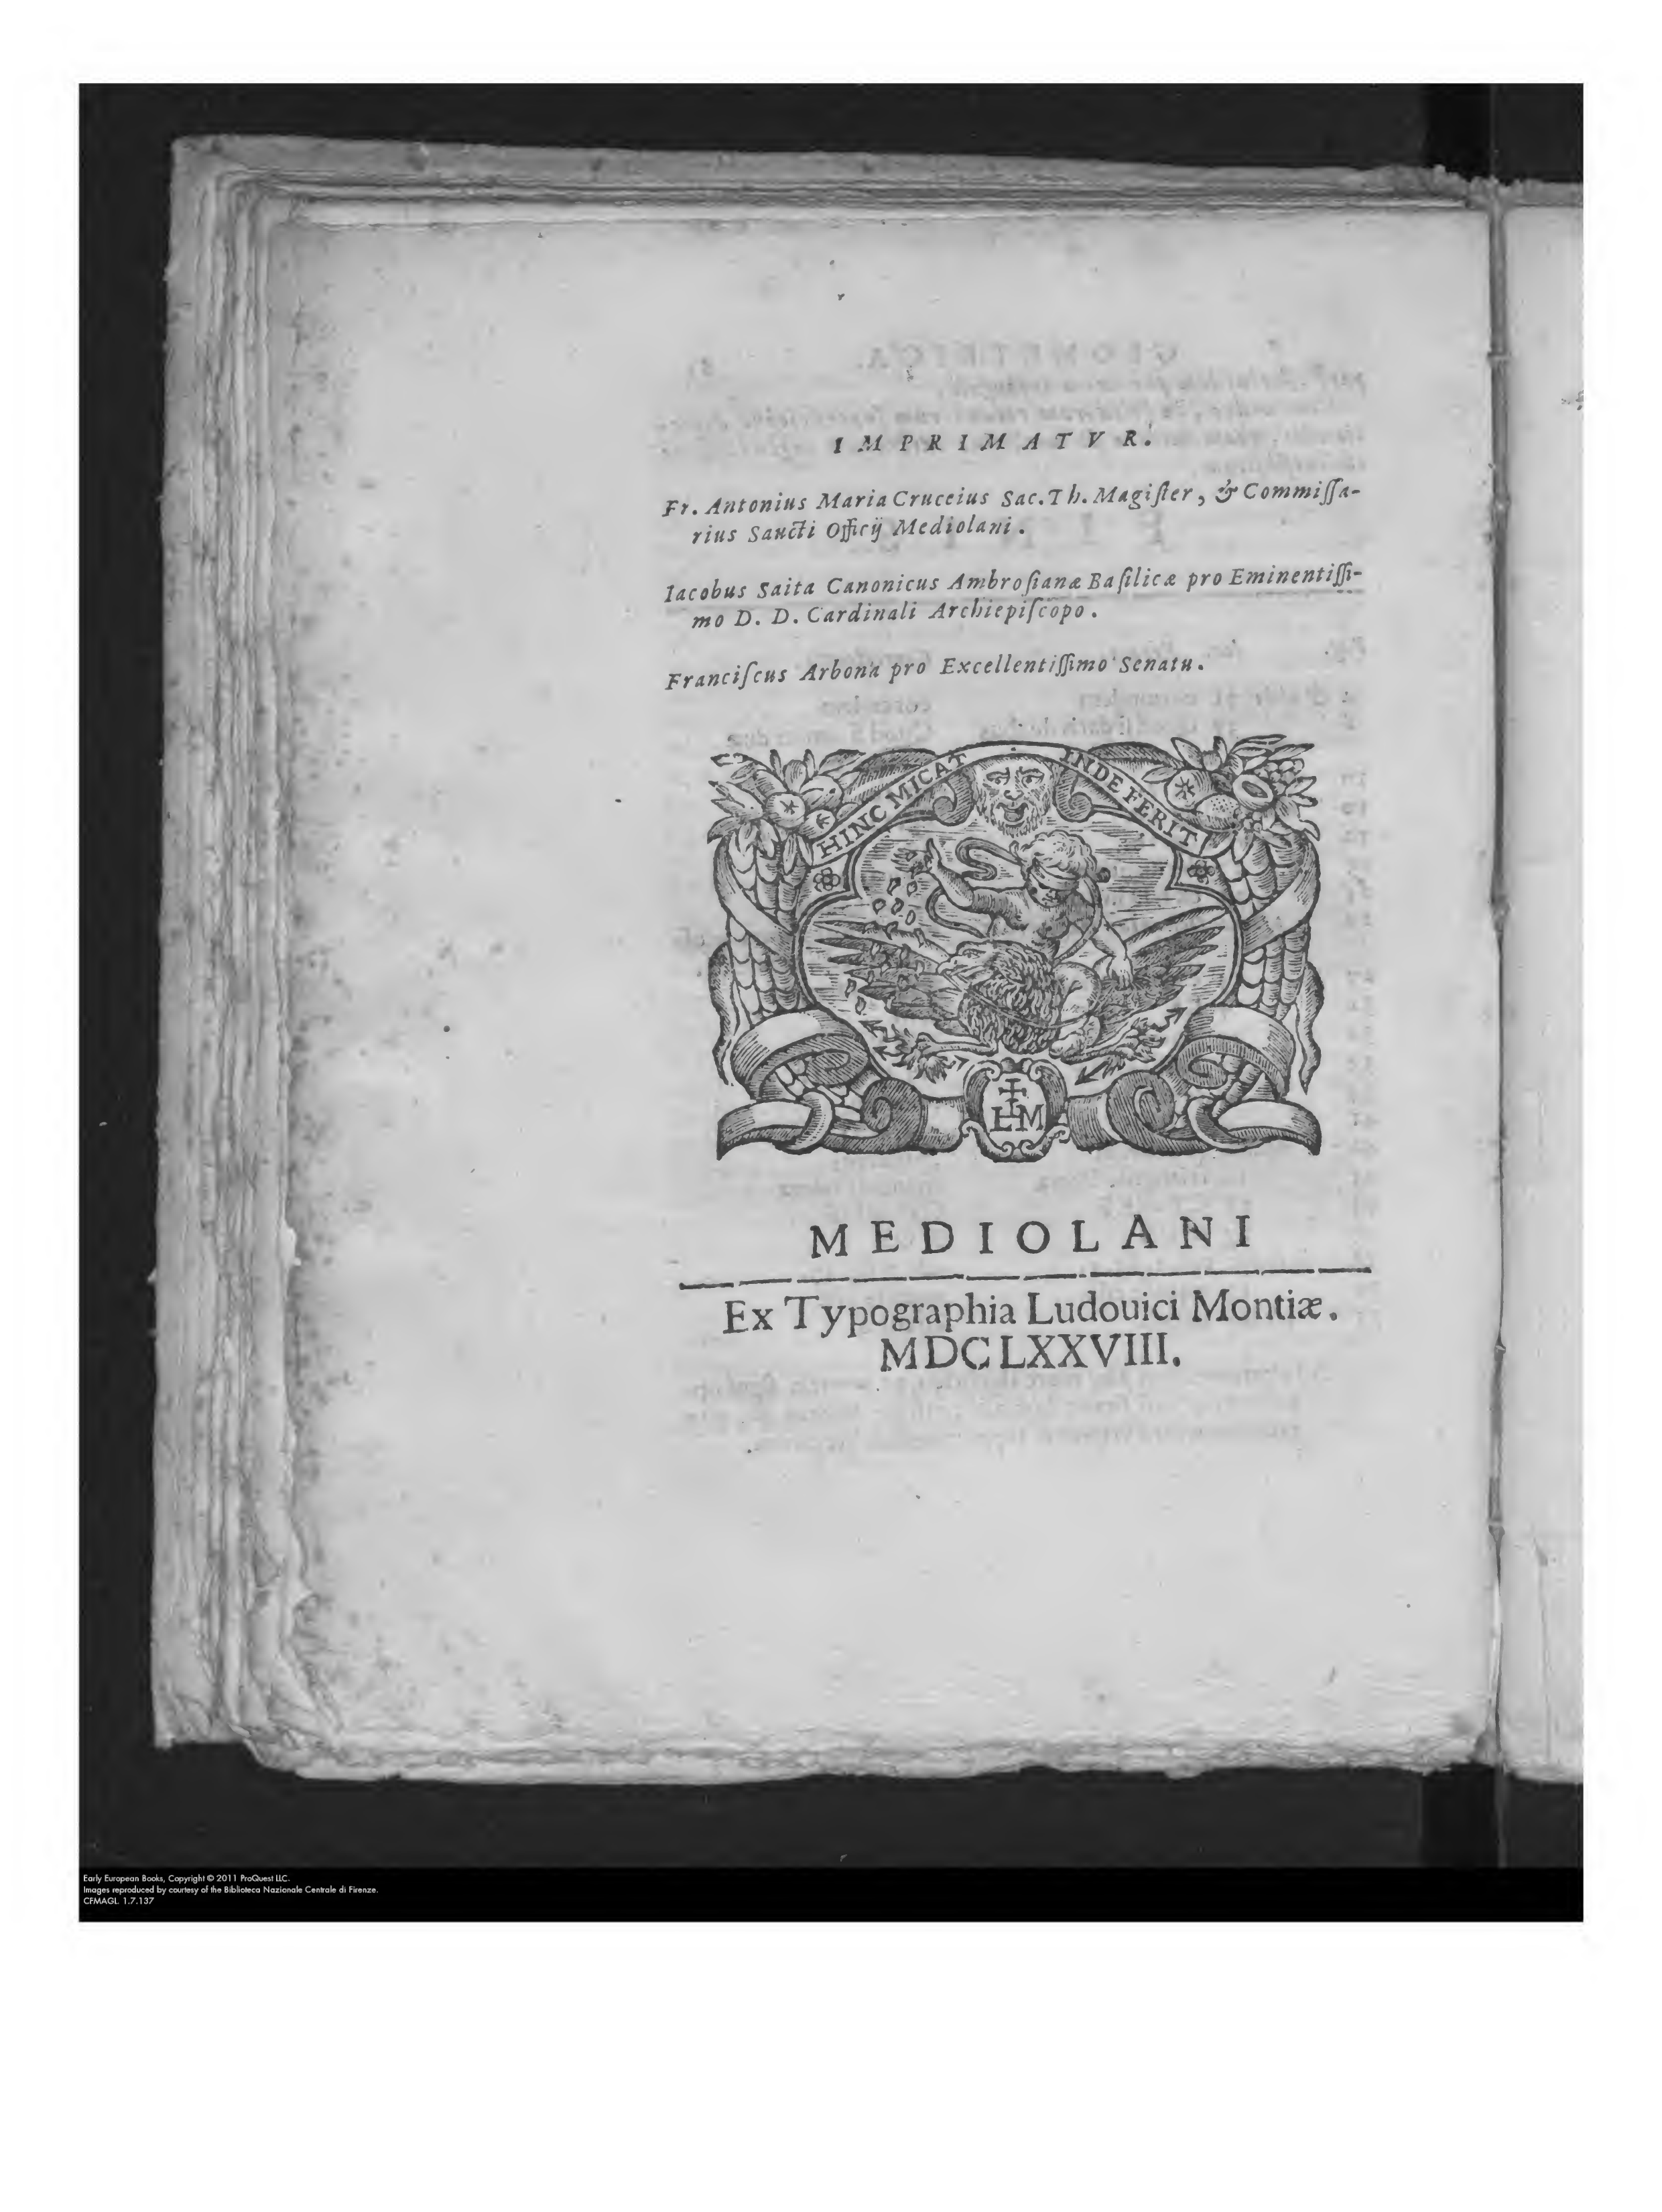 IMPRIMATVR.
Fr. Antonius Maria Cruceius Sac. Th. Magiſter, & Commiſſa-
rius Sancti Officij Mediolani.
Iacobus Saita Canonicus Ambroſianæ Baſilicæ pro Eminentiſſi-
mo D. D. Cardinali Archiepiſcopo.
Franciſcus Arbona pro Excellentiſſimo Senatu.
HINC MICAT INDE FERIT
LM
MEDIOLANI
Ex Typographia Ludouici Montiæ.
MDCLXXVIII.
Early European Books, Copyright © 2011 ProQuest LLC.
Images reproduced by courtesy of the Biblioteca Nazionale Centrale di Firenze.
CFMAGL. 1.7.137